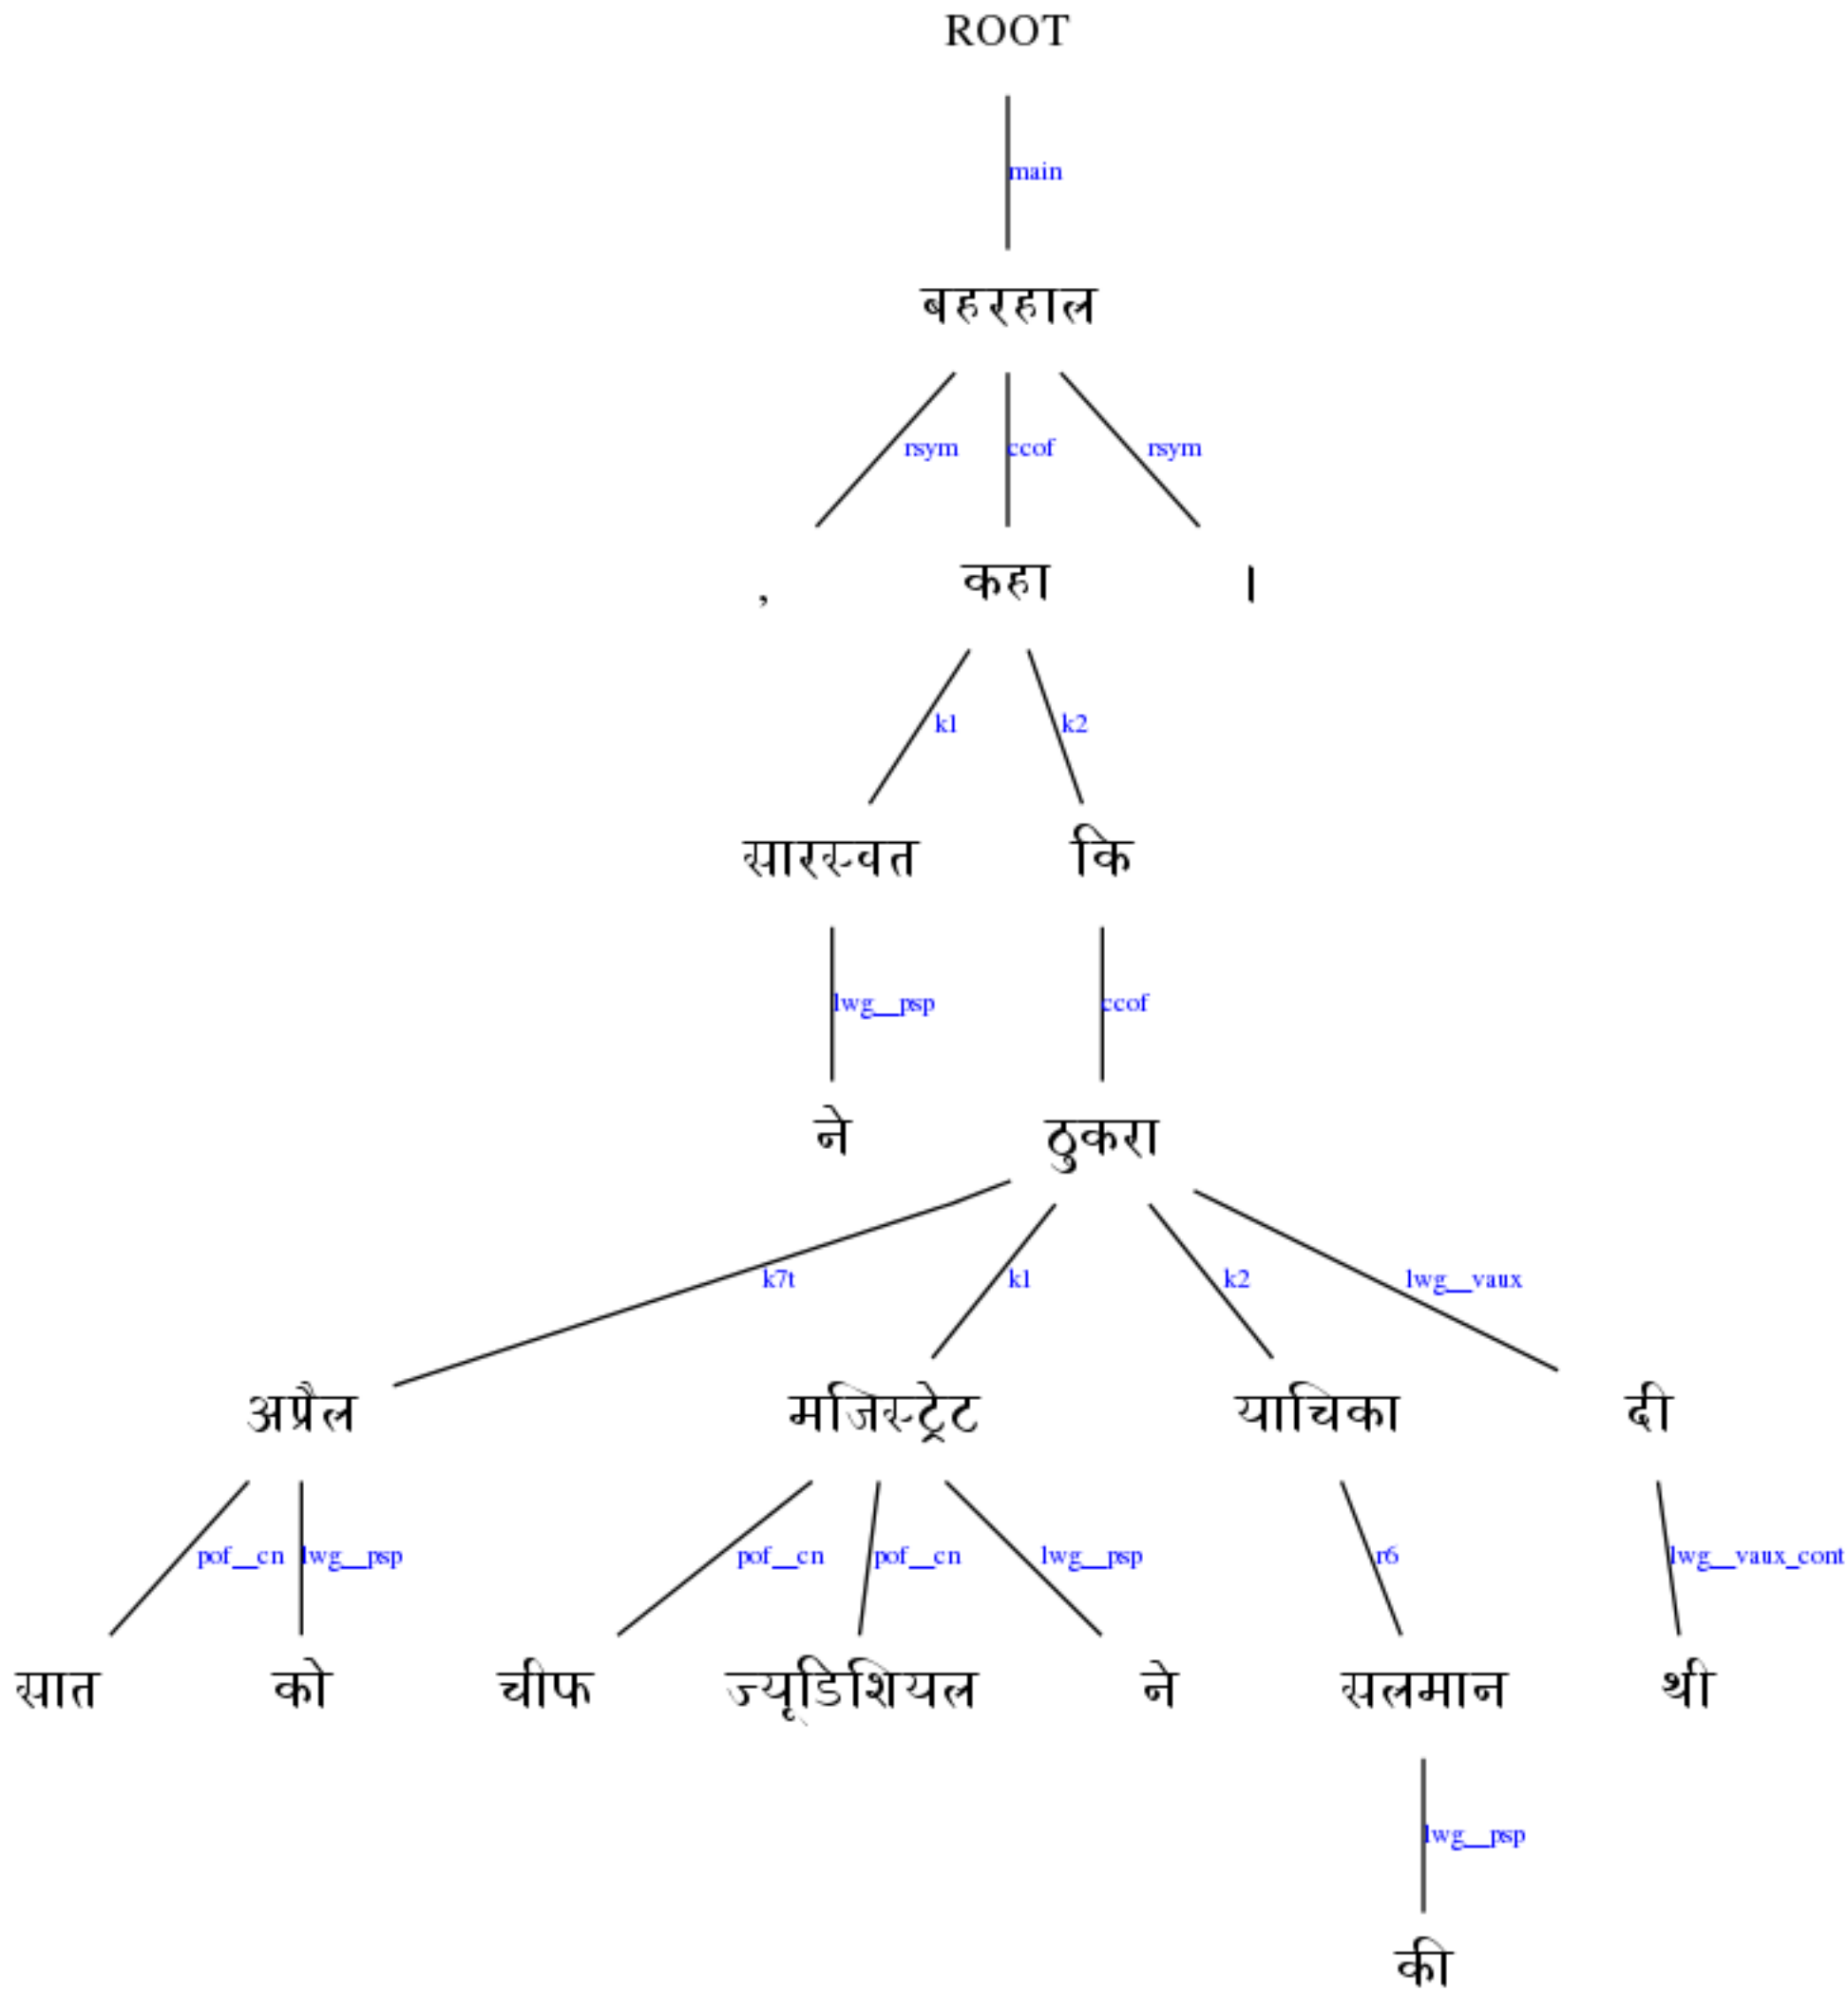 ROOT
main
बहरहाल
rsym ccof rsym
, कहा ।
k1 k2
सारस्वत कि
lwg__psp ccof
ने ठुकरा
k7t k1 k2 lwg__vaux
अप्रैल मजिस्ट्रेट याचिका दी
pof__cn lwg__psp pof__cn pof__cn lwg__psp r6 lwg__vaux_cont
सात को चीफ ज्यूडिशियल ने सलमान थी
lwg__psp
की